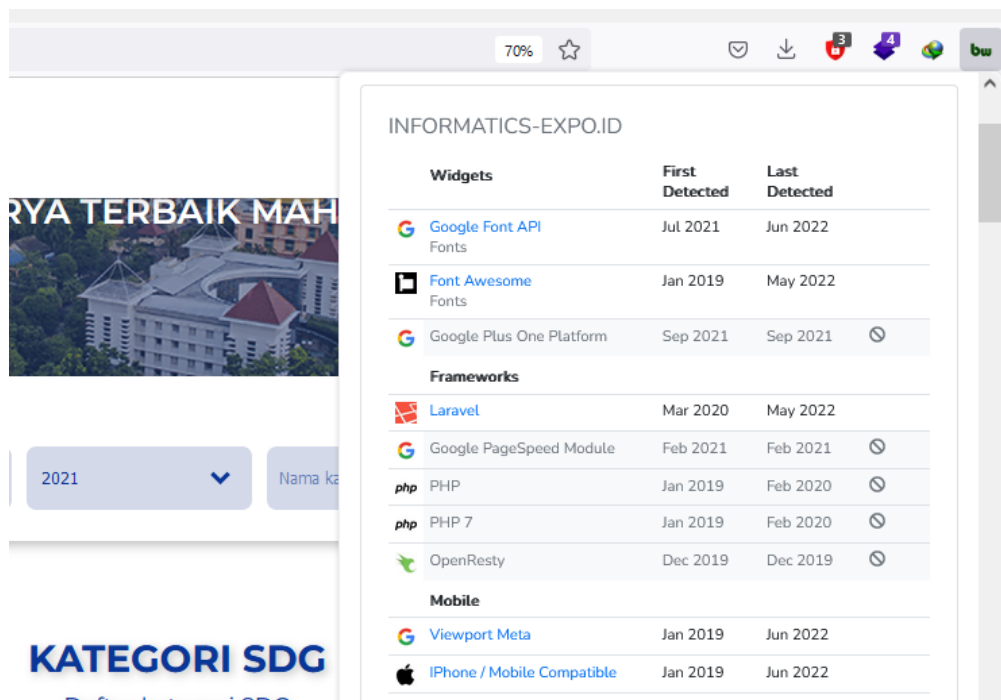 70%
3
4
bw
INFORMATICS-EXPO.ID
Widgets First Detected Last Detected
Google Font API Jul 2021 Jun 2022
Fonts
Font Awesome Jan 2019 May 2022
Fonts
Google Plus One Platform Sep 2021 Sep 2021
Frameworks
Laravel Mar 2020 May 2022
Google PageSpeed Module Feb 2021 Feb 2021
php PHP Jan 2019 Feb 2020
php PHP 7 Jan 2019 Feb 2020
OpenResty Dec 2019 Dec 2019
Mobile
Viewport Meta Jan 2019 Jun 2022
IPhone / Mobile Compatible Jan 2019 Jun 2022
RYA TERBAIK MAH
2021
Nama ka
KATEGORI SDG